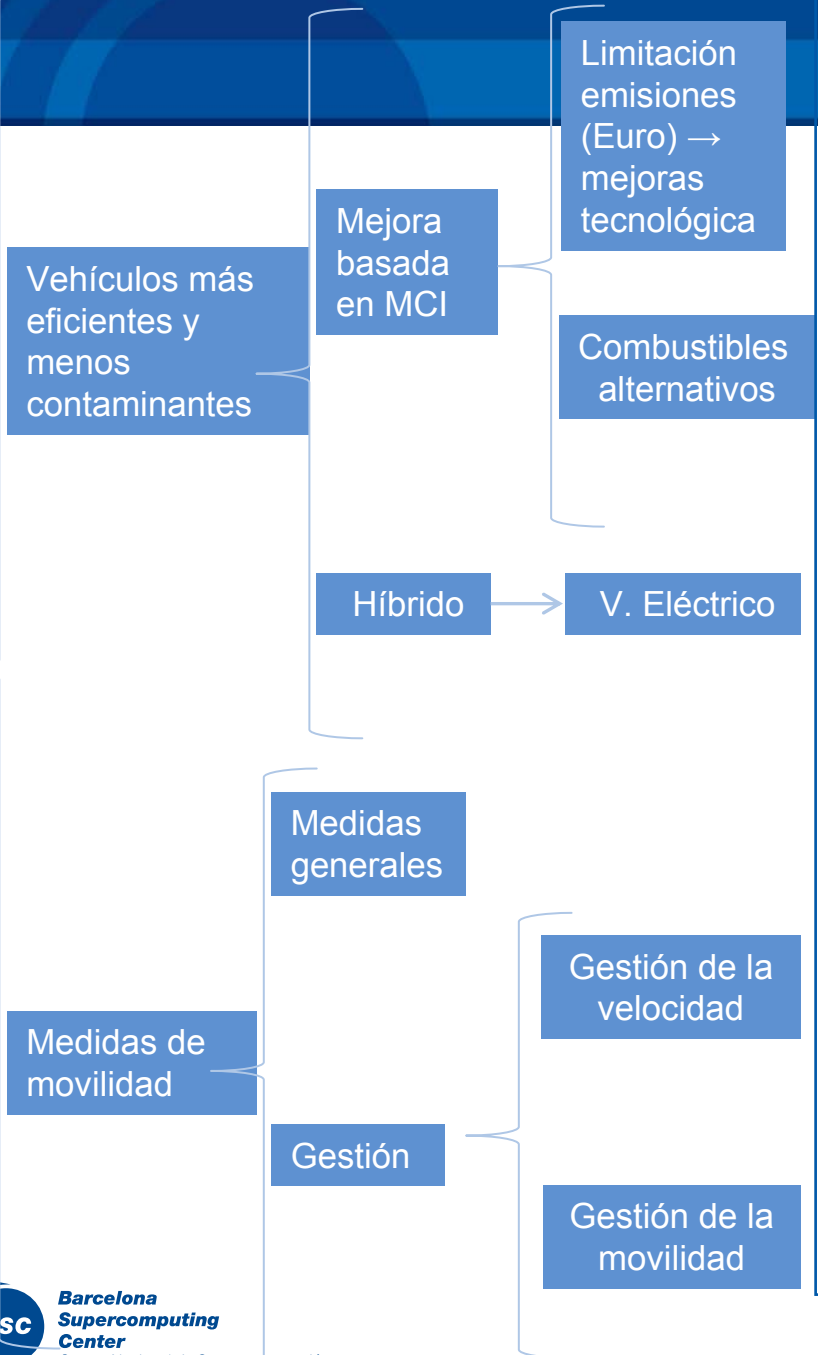 Limitación
emisiones
(Euro) →
mejoras
tecnológica
Mejora
basada
en MCI
Vehículos más
eficientes y
menos
contaminantes
Combustibles
alternativos
Híbrido
V. Eléctrico
Medidas
generales
Gestión de la
velocidad
Medidas de
movilidad
Gestión
Gestión de la
movilidad
SC
Barcelona
Supercomputing
Center